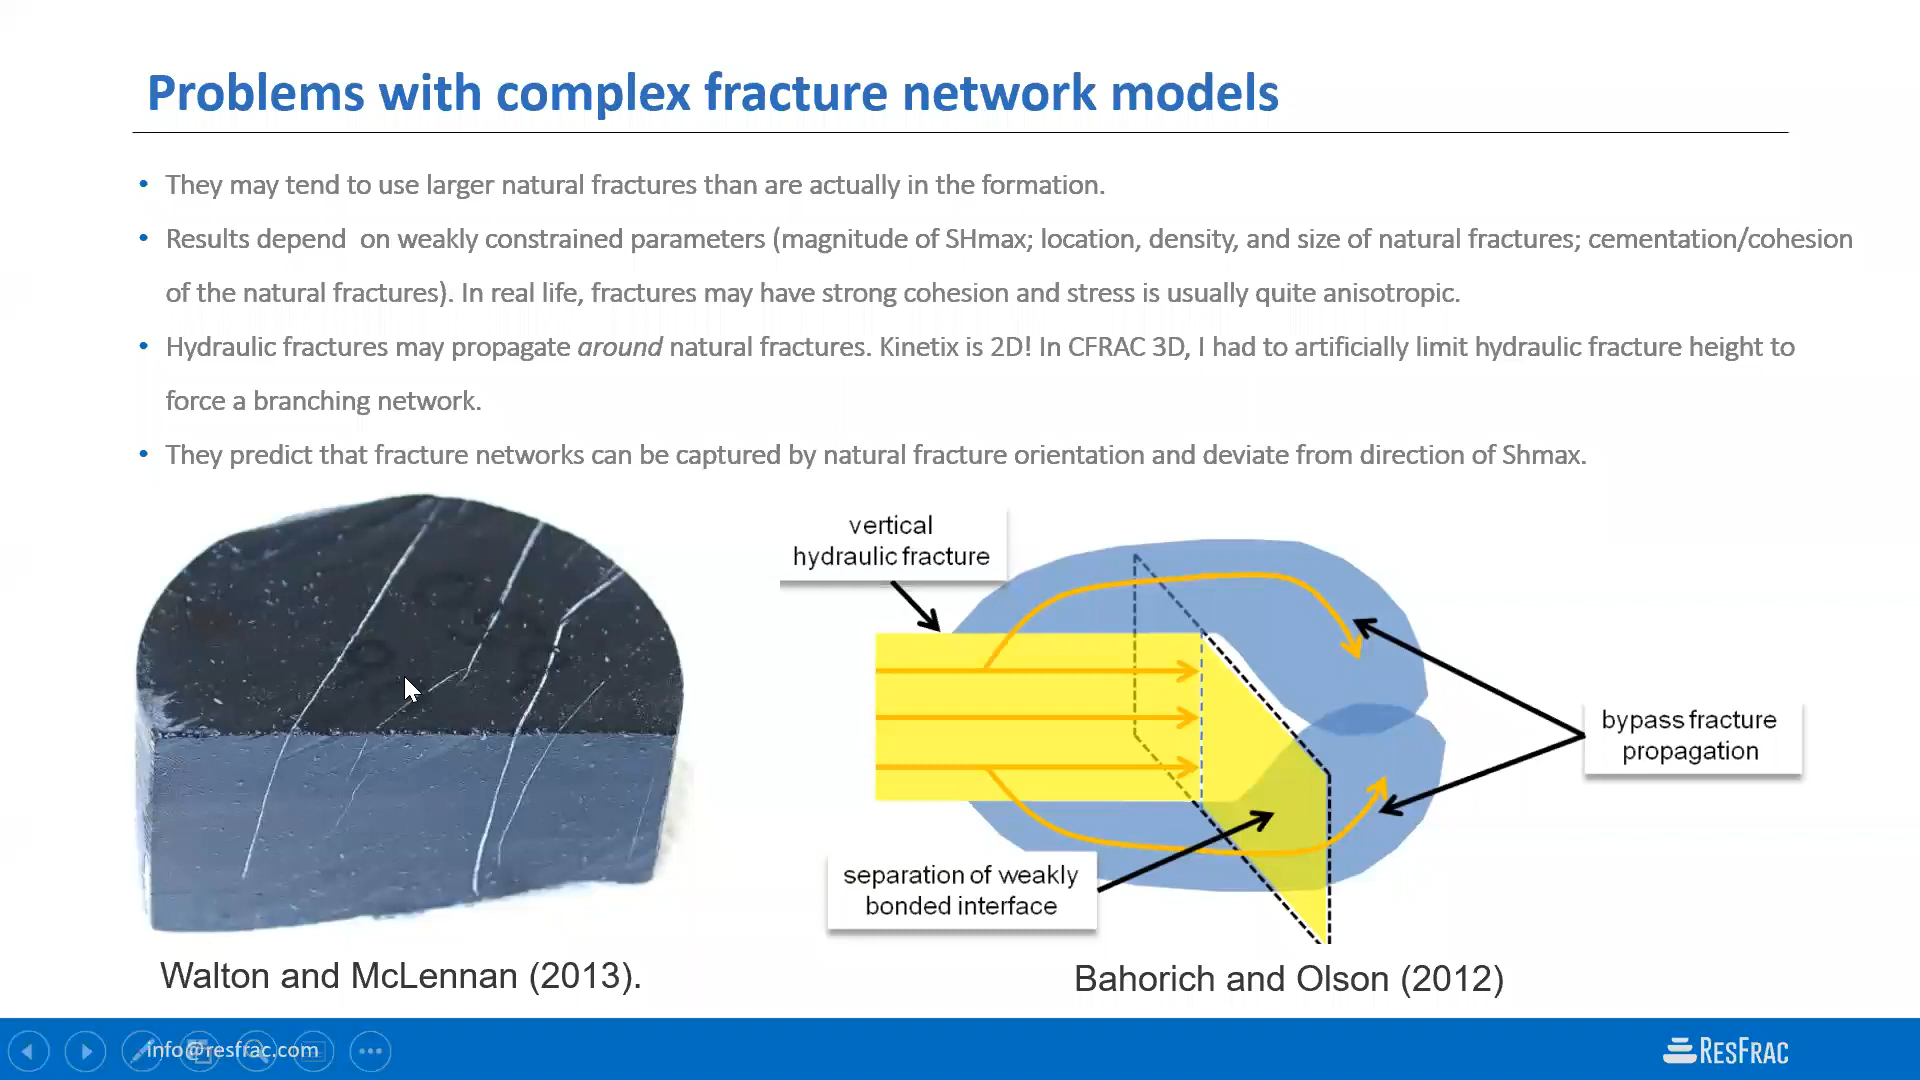 Problems with complex fracture network models
• They may tend to use larger natural fractures than are actually in the formation.
• Results depend  on weakly constrained parameters (magnitude of SHmax; location, density, and size of natural fractures; cementation/cohesion
of the natural fractures). In real life, fractures may have strong cohesion and stress is usually quite anisotropic.
• Hydraulic fractures may propagate around natural fractures. Kinetix is 2D! In CFRAC 3D, I had to artificially limit hydraulic fracture height to
force a branching network.
• They predict that fracture networks can be captured by natural fracture orientation and deviate from direction of Shmax.
vertical
hydraulic fracture
bypass fracture
propagation
separation of weakly
bonded interface
Walton and McLennan (2013).
Bahorich and Olson (2012)
info@resfrac.com
RESFRAC